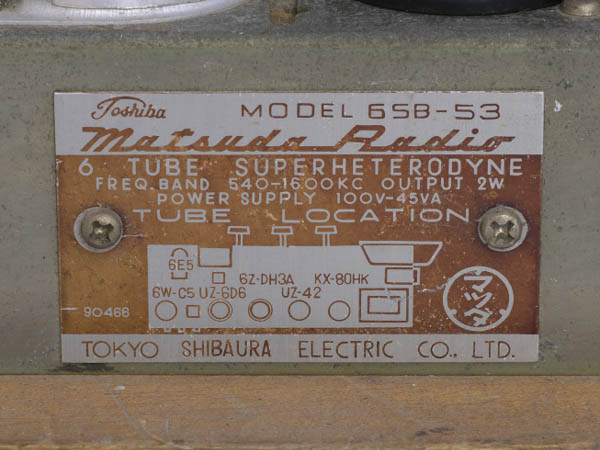 Toshiba MODEL 6SB-53
Matsuda Radio
6 TUBE SUPERHETERODYNE
FREQ. BAND 540-1600KC OUTPUT 2W
POWER SUPPLY 100V-45VA
TUBE LOCATION
6E5
6Z-DH3A KX-80HK
6W-C5 UZ-6D6 UZ-42
マツダ
90466
TOKYO SHIBAURA ELECTRIC CO., LTD.